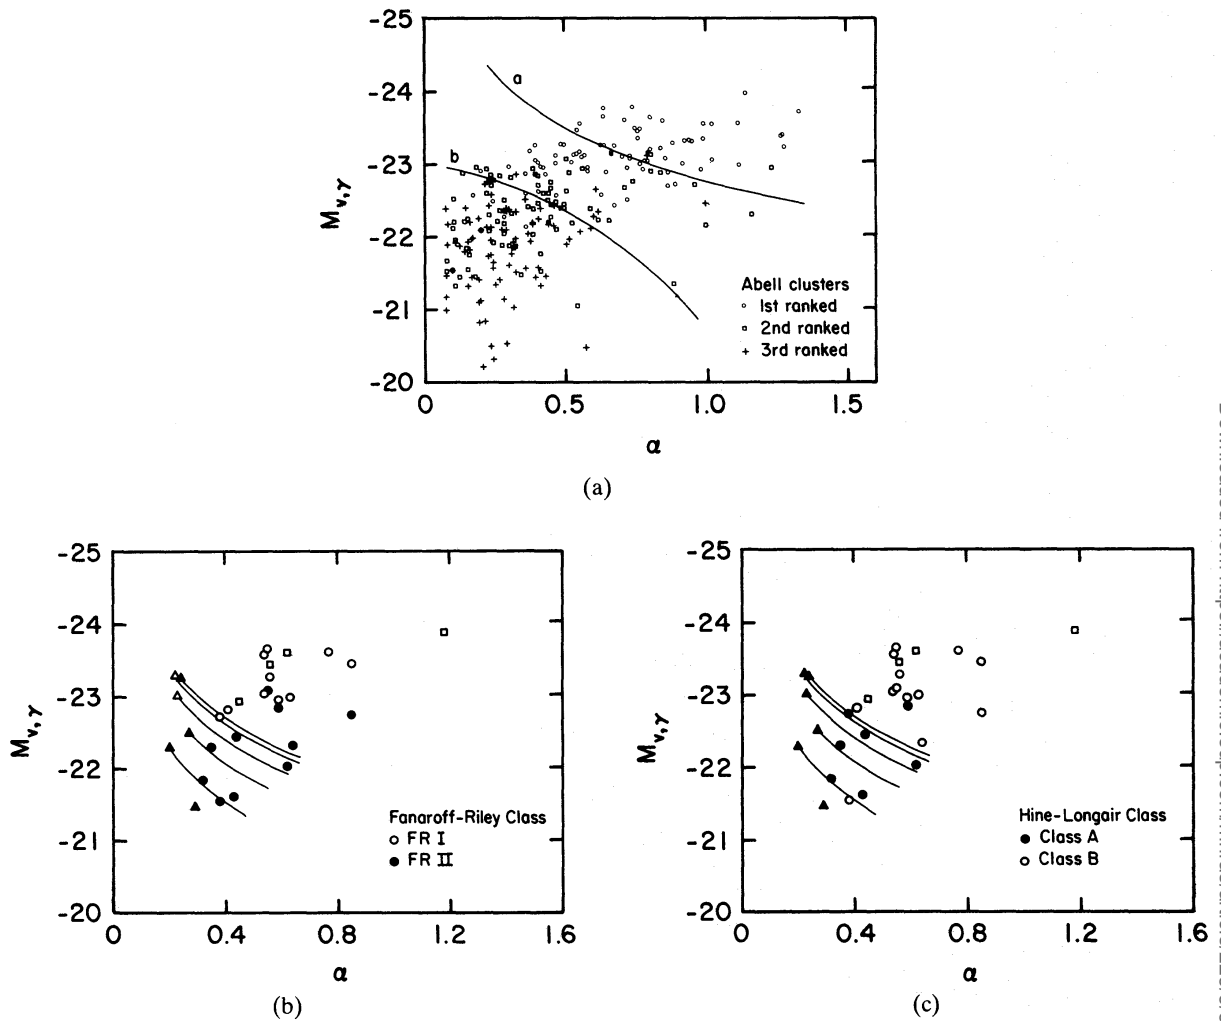 -25
-24
-23
-22
-21
-20
M_v,γ
a
b
Abell clusters
1st ranked
2nd ranked
3rd ranked
0 0.5 1.0 1.5
α
(a)
-25
-24
-23
-22
-21
-20
M_v,γ
Fanaroff-Riley Class
FR I
FR II
0 0.4 0.8 1.2 1.6
α
(b)
-25
-24
-23
-22
-21
-20
M_v,γ
Hine-Longair Class
Class A
Class B
0 0.4 0.8 1.2 1.6
α
(c)